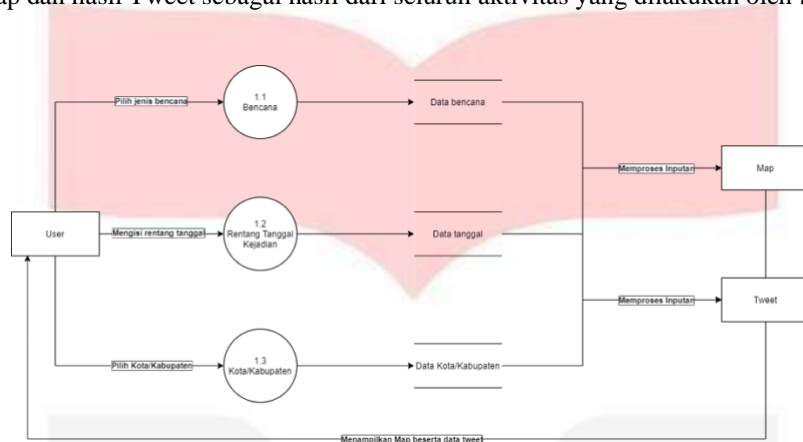 dan hasil Tweet sebagai hasil dari seluruh aktivitas yang dilakukan oleh
Pilih jenis bencana
1.1
Bencana
Data bencana
Memproses Inputan
Map
User
Mengisi rentang tanggal
1.2
Rentang Tanggal
Kejadian
Data tanggal
Memproses Inputan
Tweet
Pilih Kota/Kabupaten
1.3
Kota/Kabupaten
Data Kota/Kabupaten
Menampilkan Map beserta data tweet